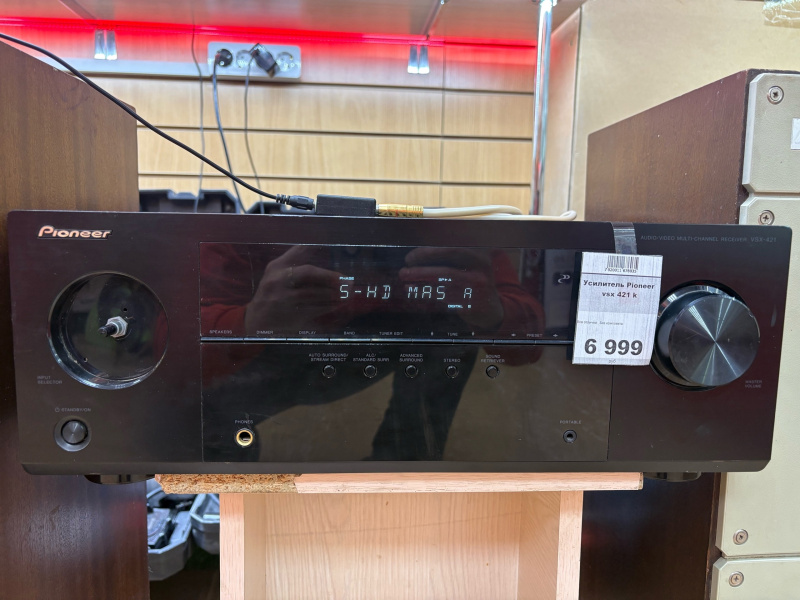 Pioneer
AUDIO/VIDEO MULTI-CHANNEL RECEIVER VSX-421
PHASE
SP►A
S-HD MAS A
DIGITAL
Усилитель Pioneer
vsx 421 k
6 999
SPEAKERS
DIMMER
DISPLAY
BAND
TUNER EDIT
TUNE
PRESET
AUTO SURROUND/
STREAM DIRECT
ALC/
STANDARD SURR
ADVANCED
SURROUND
STEREO
SOUND
RETRIEVER
INPUT
SELECTOR
STANDBY/ON
MASTER
VOLUME
PHONES
PORTABLE